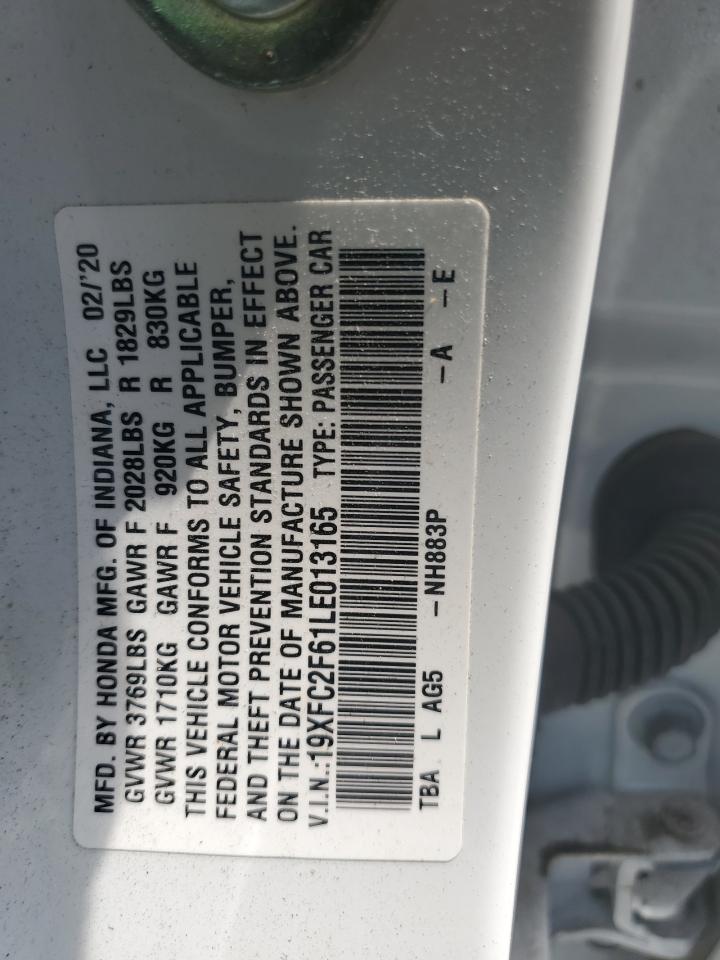 MFD. BY HONDA MFG. OF INDIANA, LLC 02/'20
GVWR 3769LBS GAWR F 2028LBS R 1829LBS
GVWR 1710KG GAWR F 920KG R 830KG
THIS VEHICLE CONFORMS TO ALL APPLICABLE
FEDERAL MOTOR VEHICLE SAFETY, BUMPER,
AND THEFT PREVENTION STANDARDS IN EFFECT
ON THE DATE OF MANUFACTURE SHOWN ABOVE.
V.I.N.:19XFC2F61LE013165 TYPE: PASSENGER CAR
TBA L AG5 -NH883P -A -E